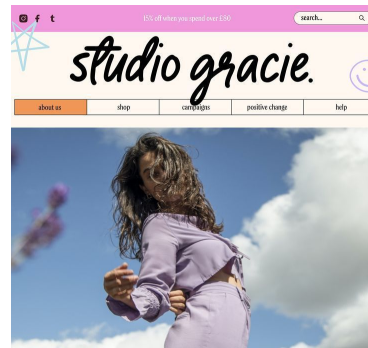 15% off when you spend over £50
search...
studio gracie.
about us
shop
campaigns
positive change
help